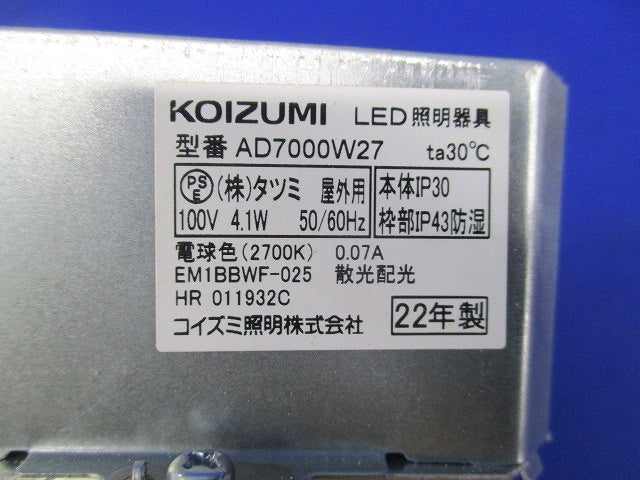 KOIZUMI LED照明器具
型番 AD7000W27 ta30℃
PSE (株)タツミ 屋外用
100V 4.1W 50/60Hz
本体IP30
枠部IP43防湿
電球色(2700K) 0.07A
EM1BBWF-025 散光配光
HR 011932C
コイズミ照明株式会社
22年製